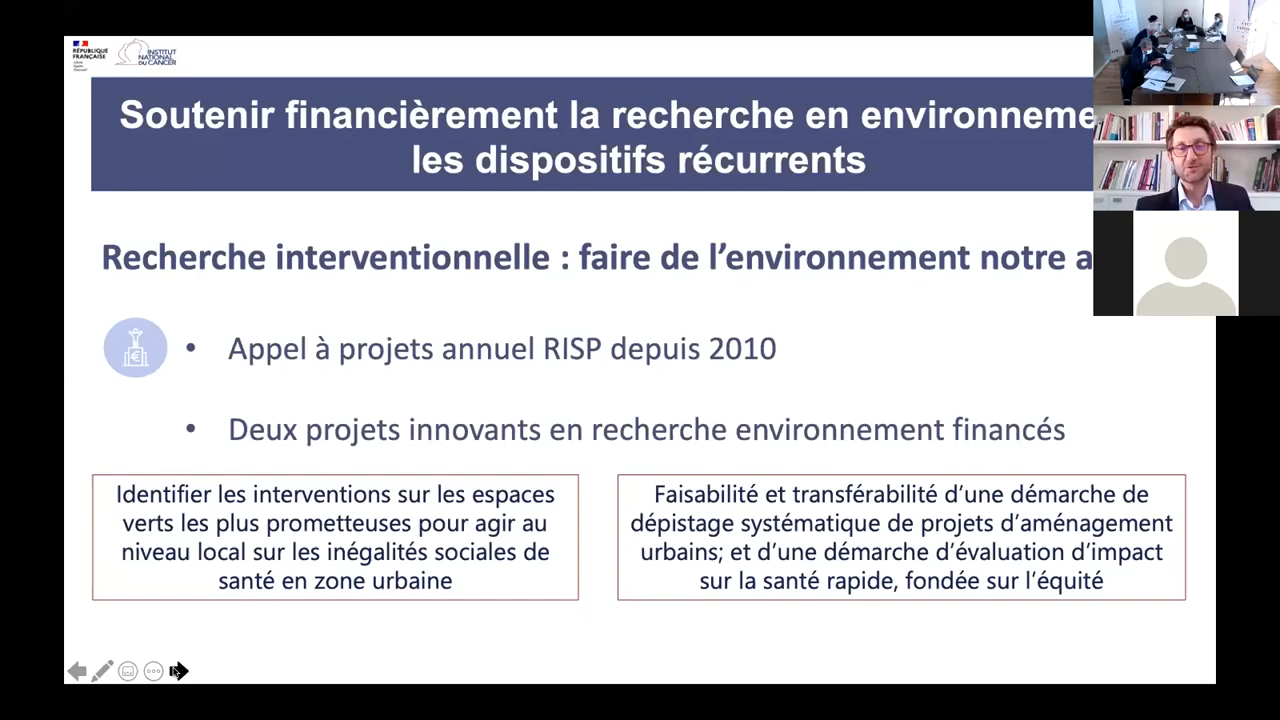 RÉPUBLIQUE
FRANÇAISE
INSTITUT
NATIONAL
DU CANCER
Soutenir financièrement la recherche en environneme
les dispositifs récurrents
Recherche interventionnelle : faire de l’environnement notre a
• Appel à projets annuel RISP depuis 2010
• Deux projets innovants en recherche environnement financés
Identifier les interventions sur les espaces
verts les plus prometteuses pour agir au
niveau local sur les inégalités sociales de
santé en zone urbaine
Faisabilité et transférabilité d’une démarche de
dépistage systématique de projets d’aménagement
urbains; et d’une démarche d’évaluation d’impact
sur la santé rapide, fondée sur l’équité